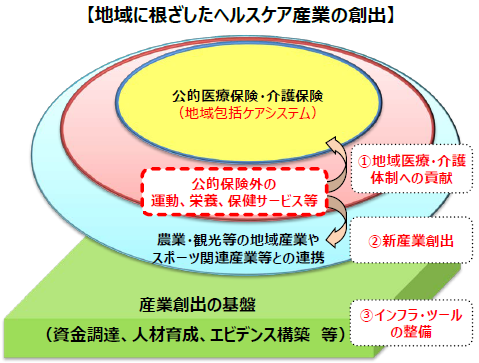 【地域に根ざしたヘルスケア産業の創出】
公的医療保険・介護保険
（地域包括ケアシステム）
①地域医療・介護
体制への貢献
公的保険外の
運動、栄養、保健サービス等
農業・観光等の地域産業や
スポーツ関連産業等との連携
②新産業創出
産業創出の基盤
（資金調達、人材育成、エビデンス構築　等）
③インフラ・ツール
の整備